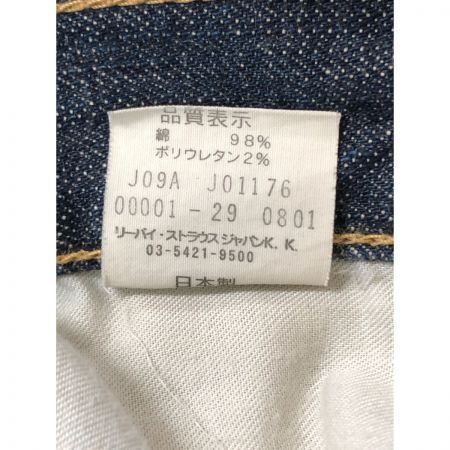 品質表示
綿 98%
ポリウレタン2%
J09A J01176
00001-29 0801
リーバイ・ストラウスジャパンK.K.
03-5421-9500
日本製